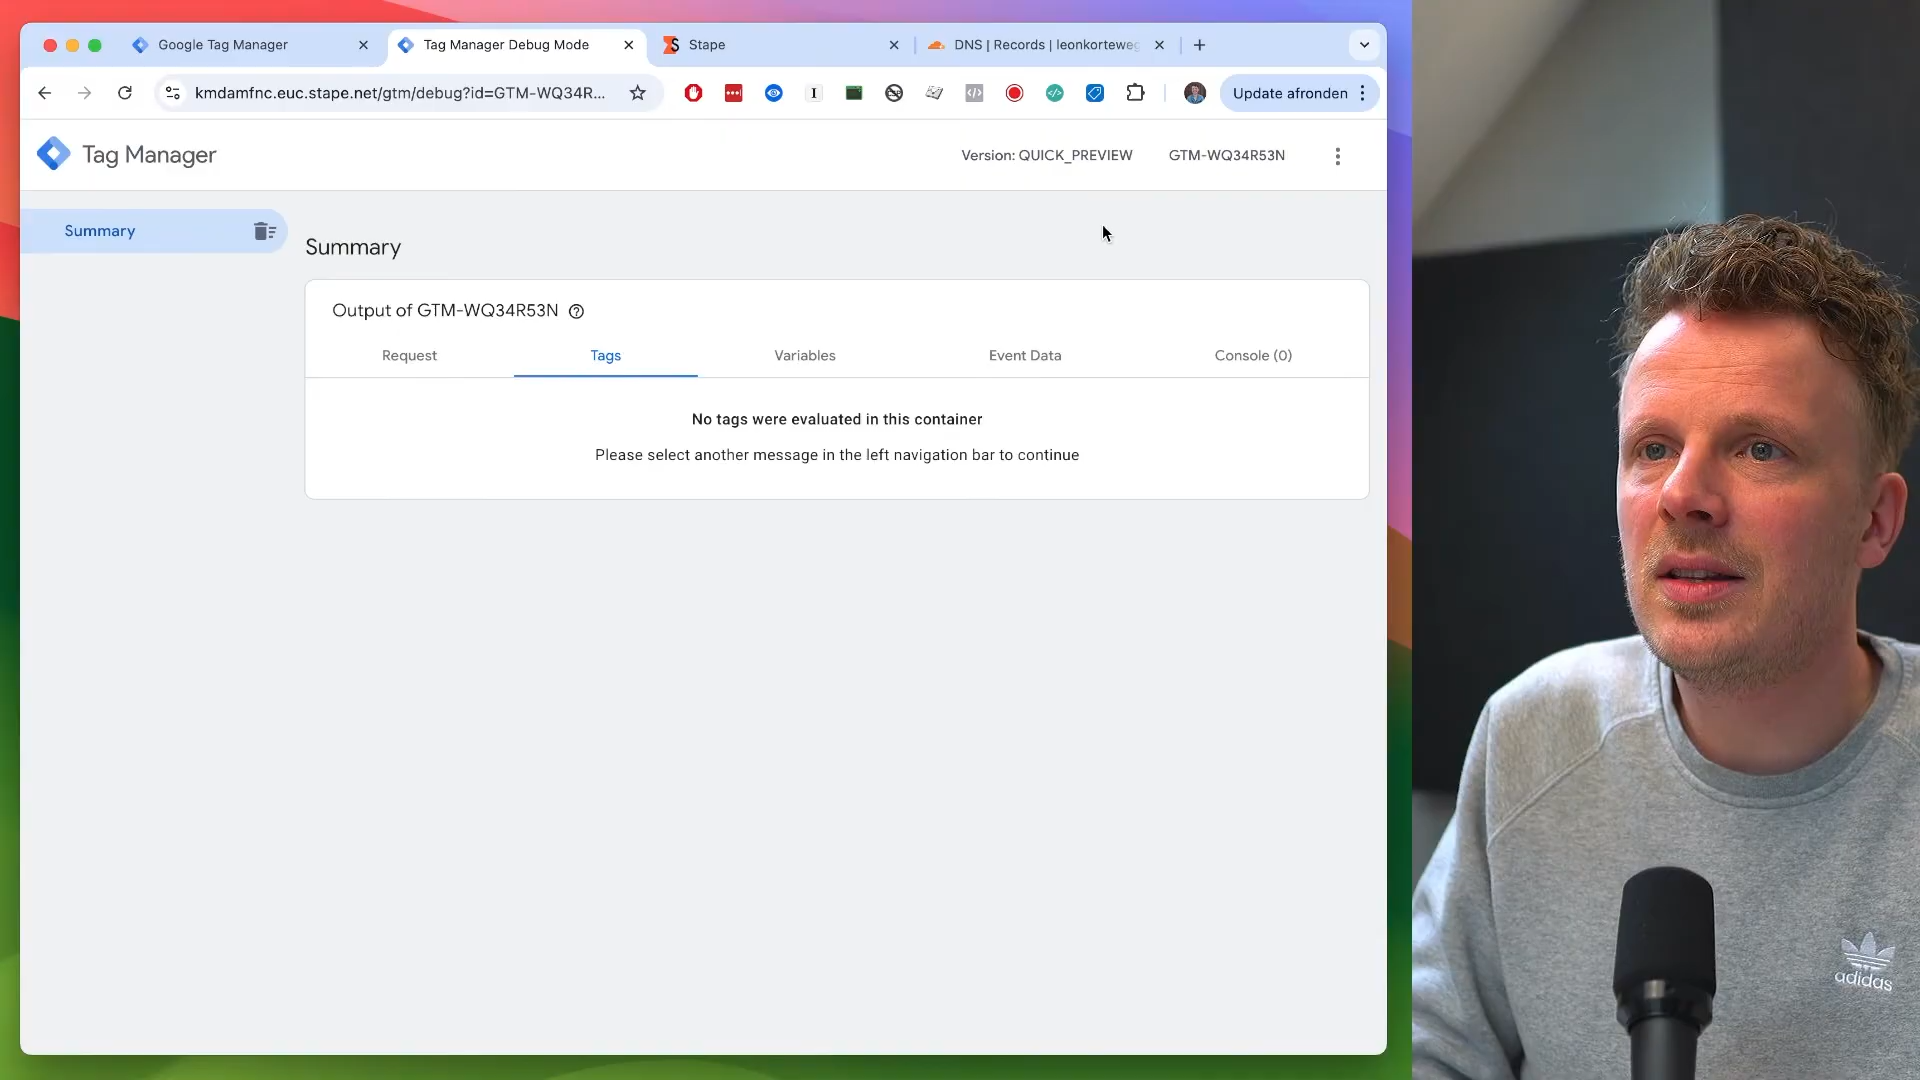 Google Tag Manager
Tag Manager Debug Mode
Stape
DNS | Records | leonkorteweg
kmdamfnc.euc.stape.net/gtm/debug?id=GTM-WQ34R...
Update afronden
Tag Manager
Version: QUICK_PREVIEW
GTM-WQ34R53N
Summary
Summary
Output of GTM-WQ34R53N
Request
Tags
Variables
Event Data
Console (0)
No tags were evaluated in this container
Please select another message in the left navigation bar to continue
adidas